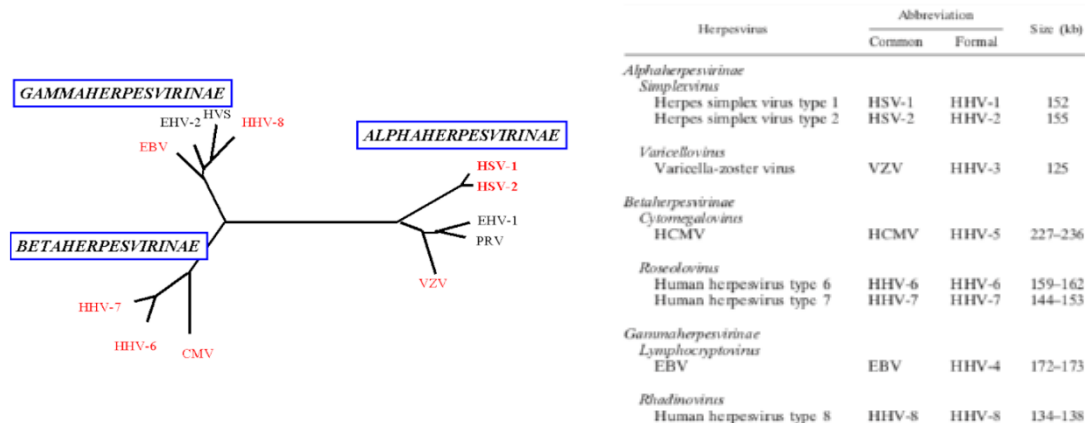 GAMMAHERPESVIRINAE
HVS
EHV-2
HHV-8
EBV
ALPHAHERPESVIRINAE
HSV-1
HSV-2
EHV-1
PRV
VZV
BETAHERPESVIRINAE
HHV-7
HHV-6
CMV
Herpesvirus Abbreviation Size (kb)
Common Formal
Alphaherpesvirinae
Simplexvirus
Herpes simplex virus type 1 HSV-1 HHV-1 152
Herpes simplex virus type 2 HSV-2 HHV-2 155
Varicellovirus
Varicella-zoster virus VZV HHV-3 125
Betaherpesvirinae
Cytomegalovirus
HCMV HCMV HHV-5 227–236
Roseolovirus
Human herpesvirus type 6 HHV-6 HHV-6 159–162
Human herpesvirus type 7 HHV-7 HHV-7 144–153
Gammaherpesvirinae
Lymphocryptovirus
EBV EBV HHV-4 172–173
Rhadinovirus
Human herpesvirus type 8 HHV-8 HHV-8 134–138